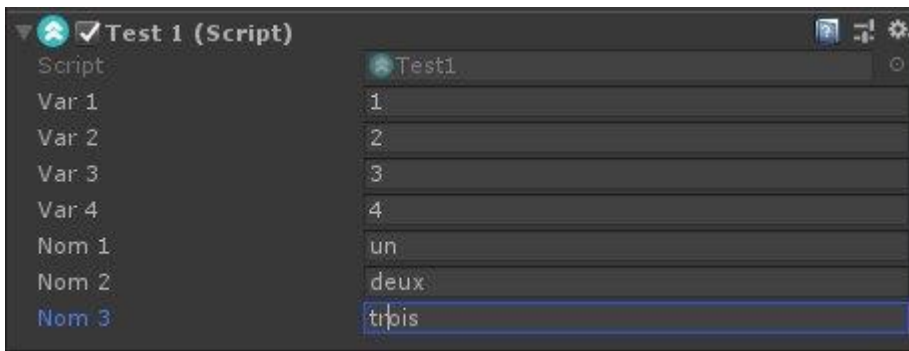 Test 1 (Script)
Script Test1
Var 1 1
Var 2 2
Var 3 3
Var 4 4
Nom 1 un
Nom 2 deux
Nom 3 trois